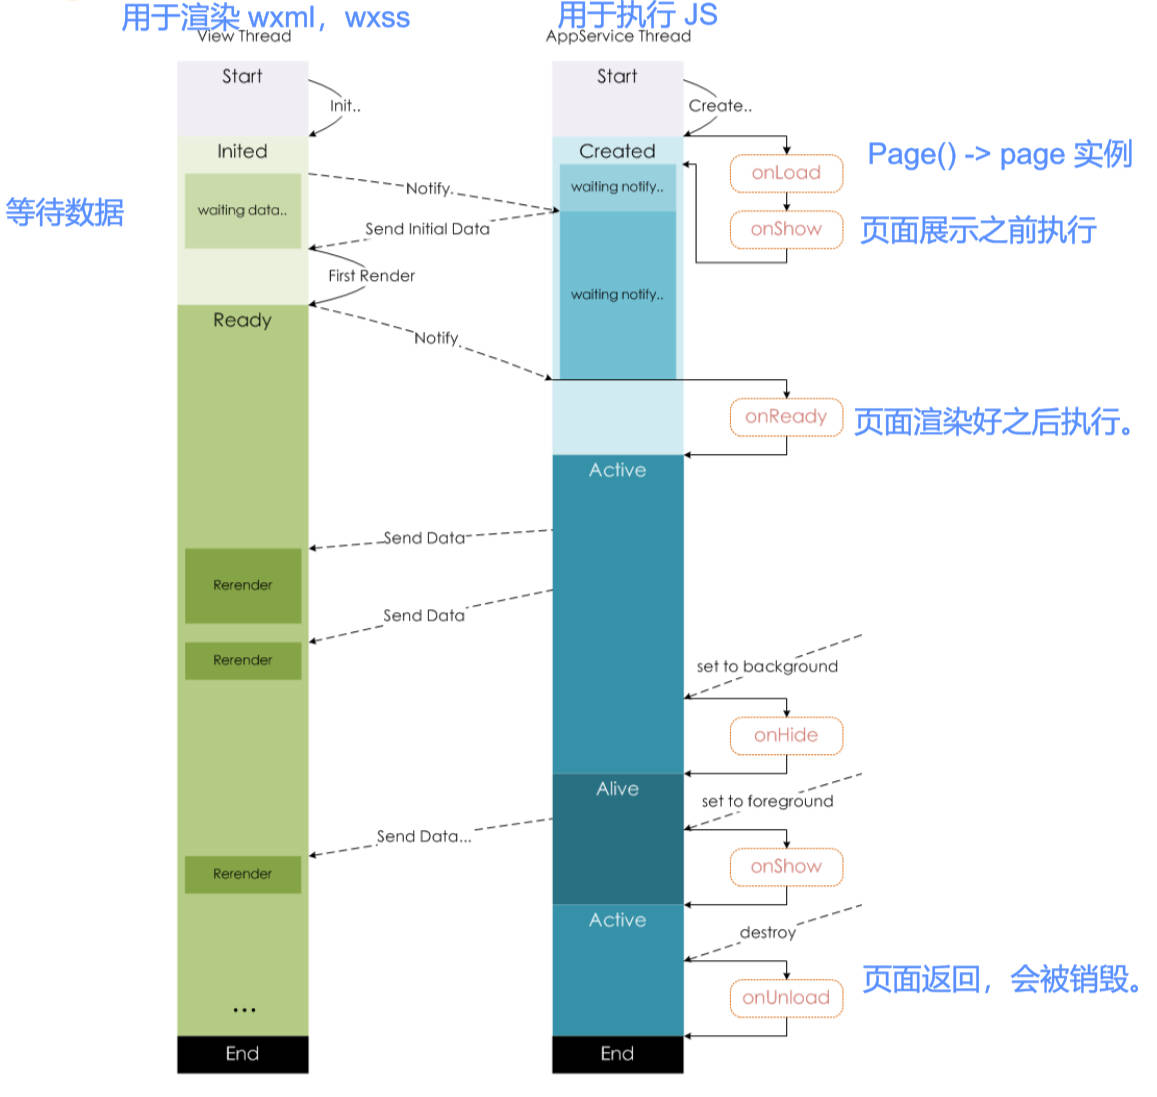 用于渲染 wxml，wxss
用于执行 JS
View Thread
AppService Thread
Start
Start
Init..
Create..
Inited
Created
Page() -> page 实例
onLoad
waiting notify..
Notify.
等待数据
waiting data..
Send Initial Data
onShow
页面展示之前执行
First Render
waiting notify..
Ready
Notify.
onReady
页面渲染好之后执行。
Active
Send Data
Rerender
Send Data
Rerender
set to background
onHide
Alive
set to foreground
Send Data...
Rerender
onShow
Active
destroy
页面返回，会被销毁。
onUnload
...
End
End